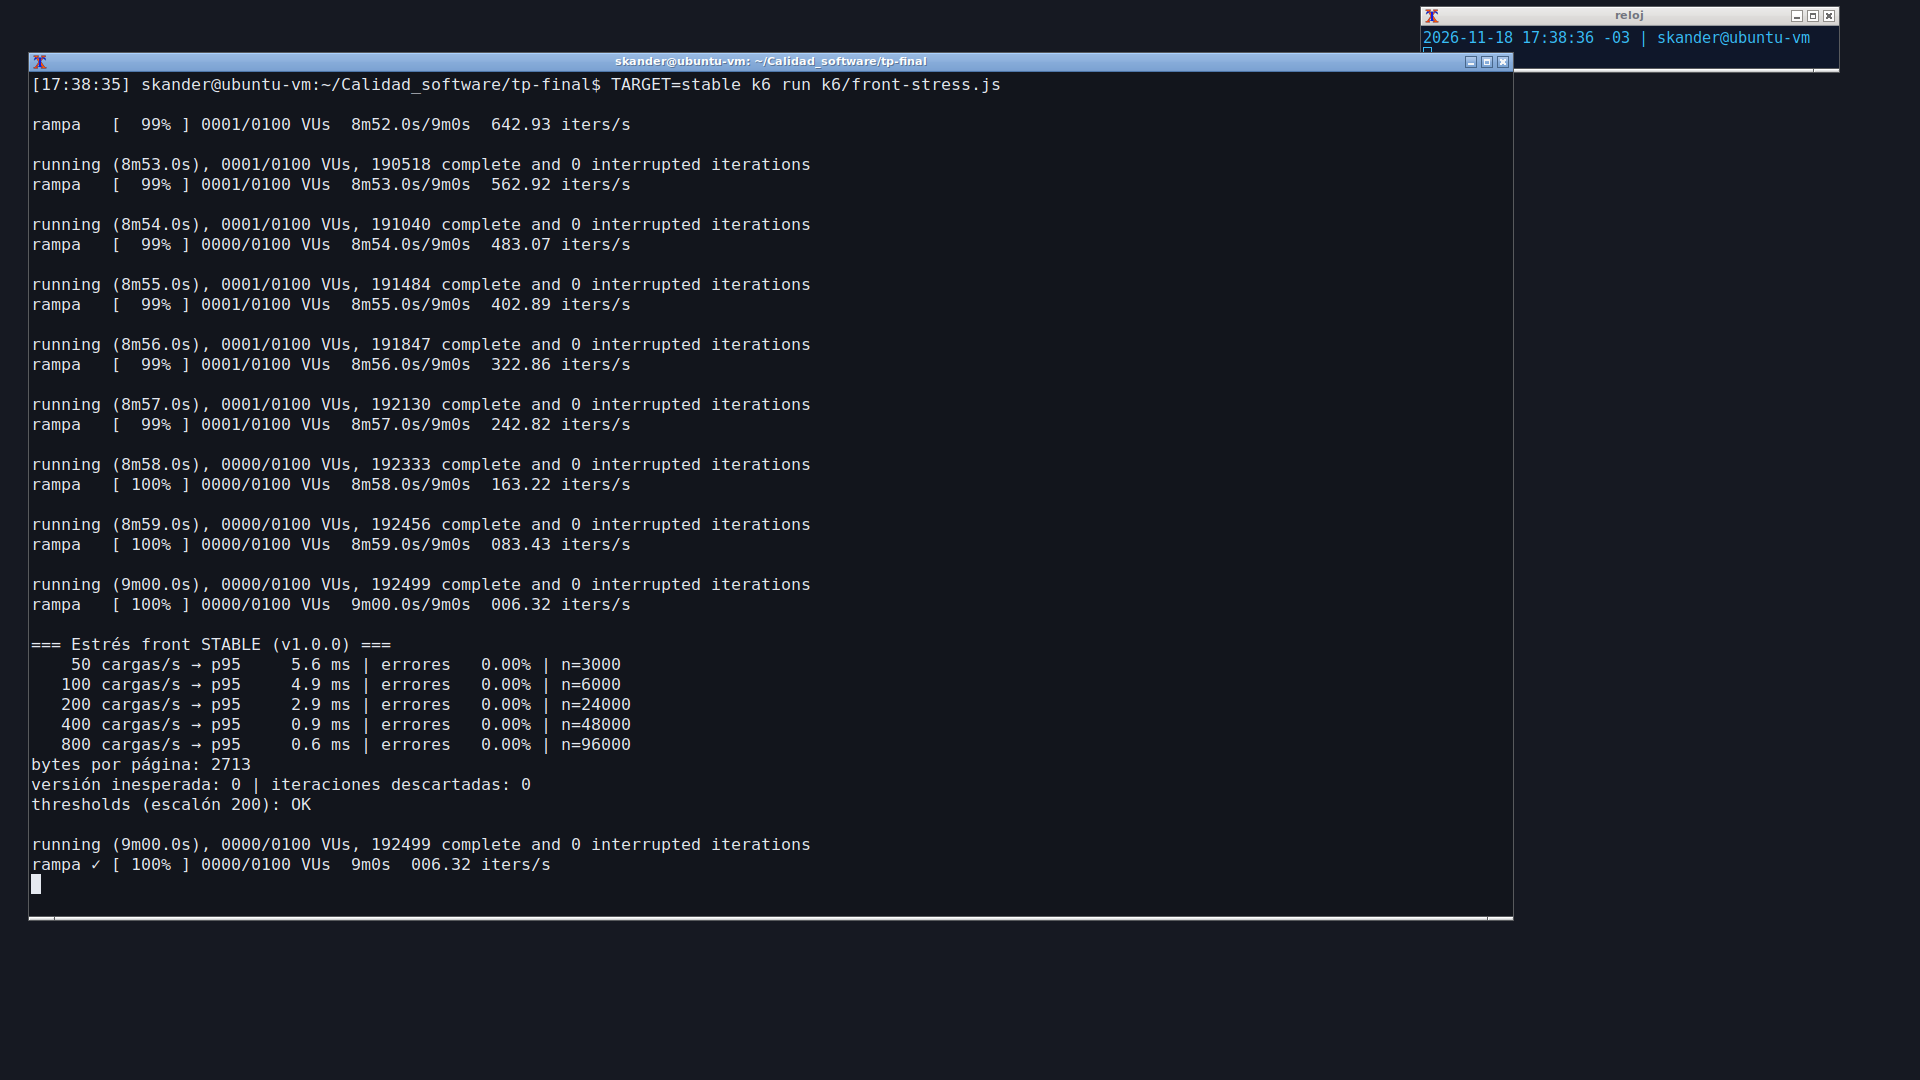 reloj
2026-11-18 17:38:36 -03 | skander@ubuntu-vm
skander@ubuntu-vm: ~/Calidad_software/tp-final
[17:38:35] skander@ubuntu-vm:~/Calidad_software/tp-final$ TARGET=stable k6 run k6/front-stress.js
rampa   [  99% ] 0001/0100 VUs  8m52.0s/9m0s  642.93 iters/s
running (8m53.0s), 0001/0100 VUs, 190518 complete and 0 interrupted iterations
rampa   [  99% ] 0001/0100 VUs  8m53.0s/9m0s  562.92 iters/s
running (8m54.0s), 0001/0100 VUs, 191040 complete and 0 interrupted iterations
rampa   [  99% ] 0000/0100 VUs  8m54.0s/9m0s  483.07 iters/s
running (8m55.0s), 0001/0100 VUs, 191484 complete and 0 interrupted iterations
rampa   [  99% ] 0001/0100 VUs  8m55.0s/9m0s  402.89 iters/s
running (8m56.0s), 0001/0100 VUs, 191847 complete and 0 interrupted iterations
rampa   [  99% ] 0001/0100 VUs  8m56.0s/9m0s  322.86 iters/s
running (8m57.0s), 0001/0100 VUs, 192130 complete and 0 interrupted iterations
rampa   [  99% ] 0001/0100 VUs  8m57.0s/9m0s  242.82 iters/s
running (8m58.0s), 0000/0100 VUs, 192333 complete and 0 interrupted iterations
rampa   [ 100% ] 0000/0100 VUs  8m58.0s/9m0s  163.22 iters/s
running (8m59.0s), 0000/0100 VUs, 192456 complete and 0 interrupted iterations
rampa   [ 100% ] 0000/0100 VUs  8m59.0s/9m0s  083.43 iters/s
running (9m00.0s), 0000/0100 VUs, 192499 complete and 0 interrupted iterations
rampa   [ 100% ] 0000/0100 VUs  9m00.0s/9m0s  006.32 iters/s
=== Estrés front STABLE (v1.0.0) ===
    50 cargas/s → p95     5.6 ms | errores   0.00% | n=3000
   100 cargas/s → p95     4.9 ms | errores   0.00% | n=6000
   200 cargas/s → p95     2.9 ms | errores   0.00% | n=24000
   400 cargas/s → p95     0.9 ms | errores   0.00% | n=48000
   800 cargas/s → p95     0.6 ms | errores   0.00% | n=96000
bytes por página: 2713
versión inesperada: 0 | iteraciones descartadas: 0
thresholds (escalón 200): OK
running (9m00.0s), 0000/0100 VUs, 192499 complete and 0 interrupted iterations
rampa ✓ [ 100% ] 0000/0100 VUs  9m0s  006.32 iters/s